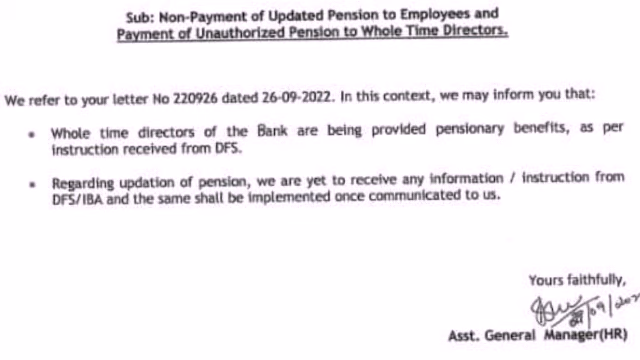 Sub: Non-Payment of Updated Pension to Employees and
Payment of Unauthorized Pension to Whole Time Directors.
We refer to your letter No 220926 dated 26-09-2022. In this context, we may inform you that:
• Whole time directors of the Bank are being provided pensionary benefits, as per
instruction received from DFS.
• Regarding updation of pension, we are yet to receive any information / instruction from
DFS/IBA and the same shall be implemented once communicated to us.
Yours faithfully,
Asst. General Manager(HR)